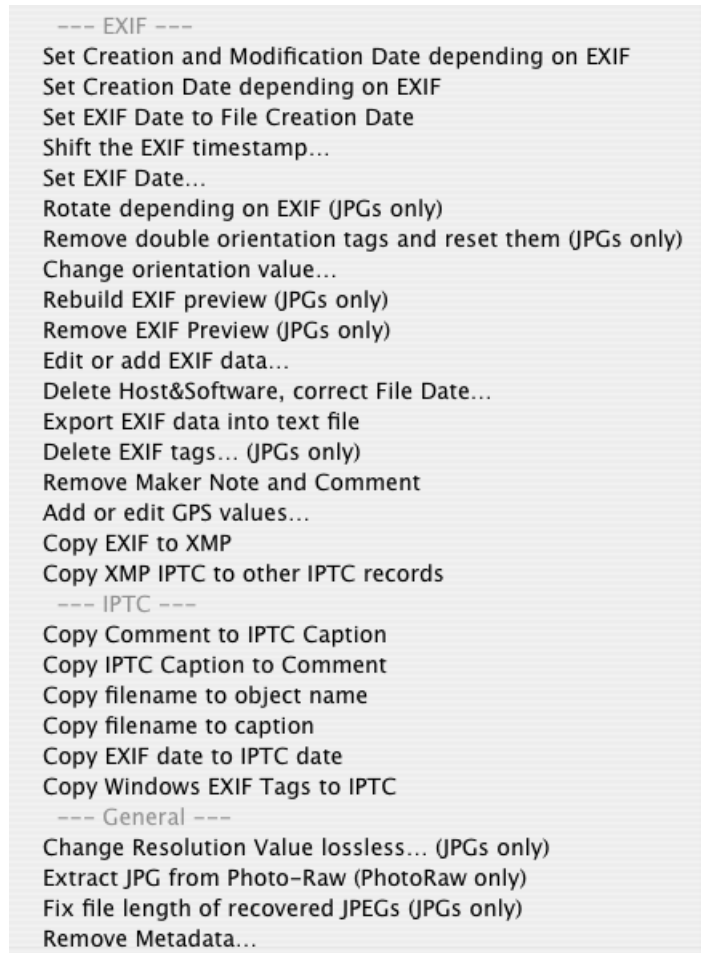 --- EXIF ---
Set Creation and Modification Date depending on EXIF
Set Creation Date depending on EXIF
Set EXIF Date to File Creation Date
Shift the EXIF timestamp…
Set EXIF Date…
Rotate depending on EXIF (JPGs only)
Remove double orientation tags and reset them (JPGs only)
Change orientation value…
Rebuild EXIF preview (JPGs only)
Remove EXIF Preview (JPGs only)
Edit or add EXIF data…
Delete Host&Software, correct File Date…
Export EXIF data into text file
Delete EXIF tags… (JPGs only)
Remove Maker Note and Comment
Add or edit GPS values…
Copy EXIF to XMP
Copy XMP IPTC to other IPTC records
--- IPTC ---
Copy Comment to IPTC Caption
Copy IPTC Caption to Comment
Copy filename to object name
Copy filename to caption
Copy EXIF date to IPTC date
Copy Windows EXIF Tags to IPTC
--- General ---
Change Resolution Value lossless… (JPGs only)
Extract JPG from Photo-Raw (PhotoRaw only)
Fix file length of recovered JPEGs (JPGs only)
Remove Metadata…